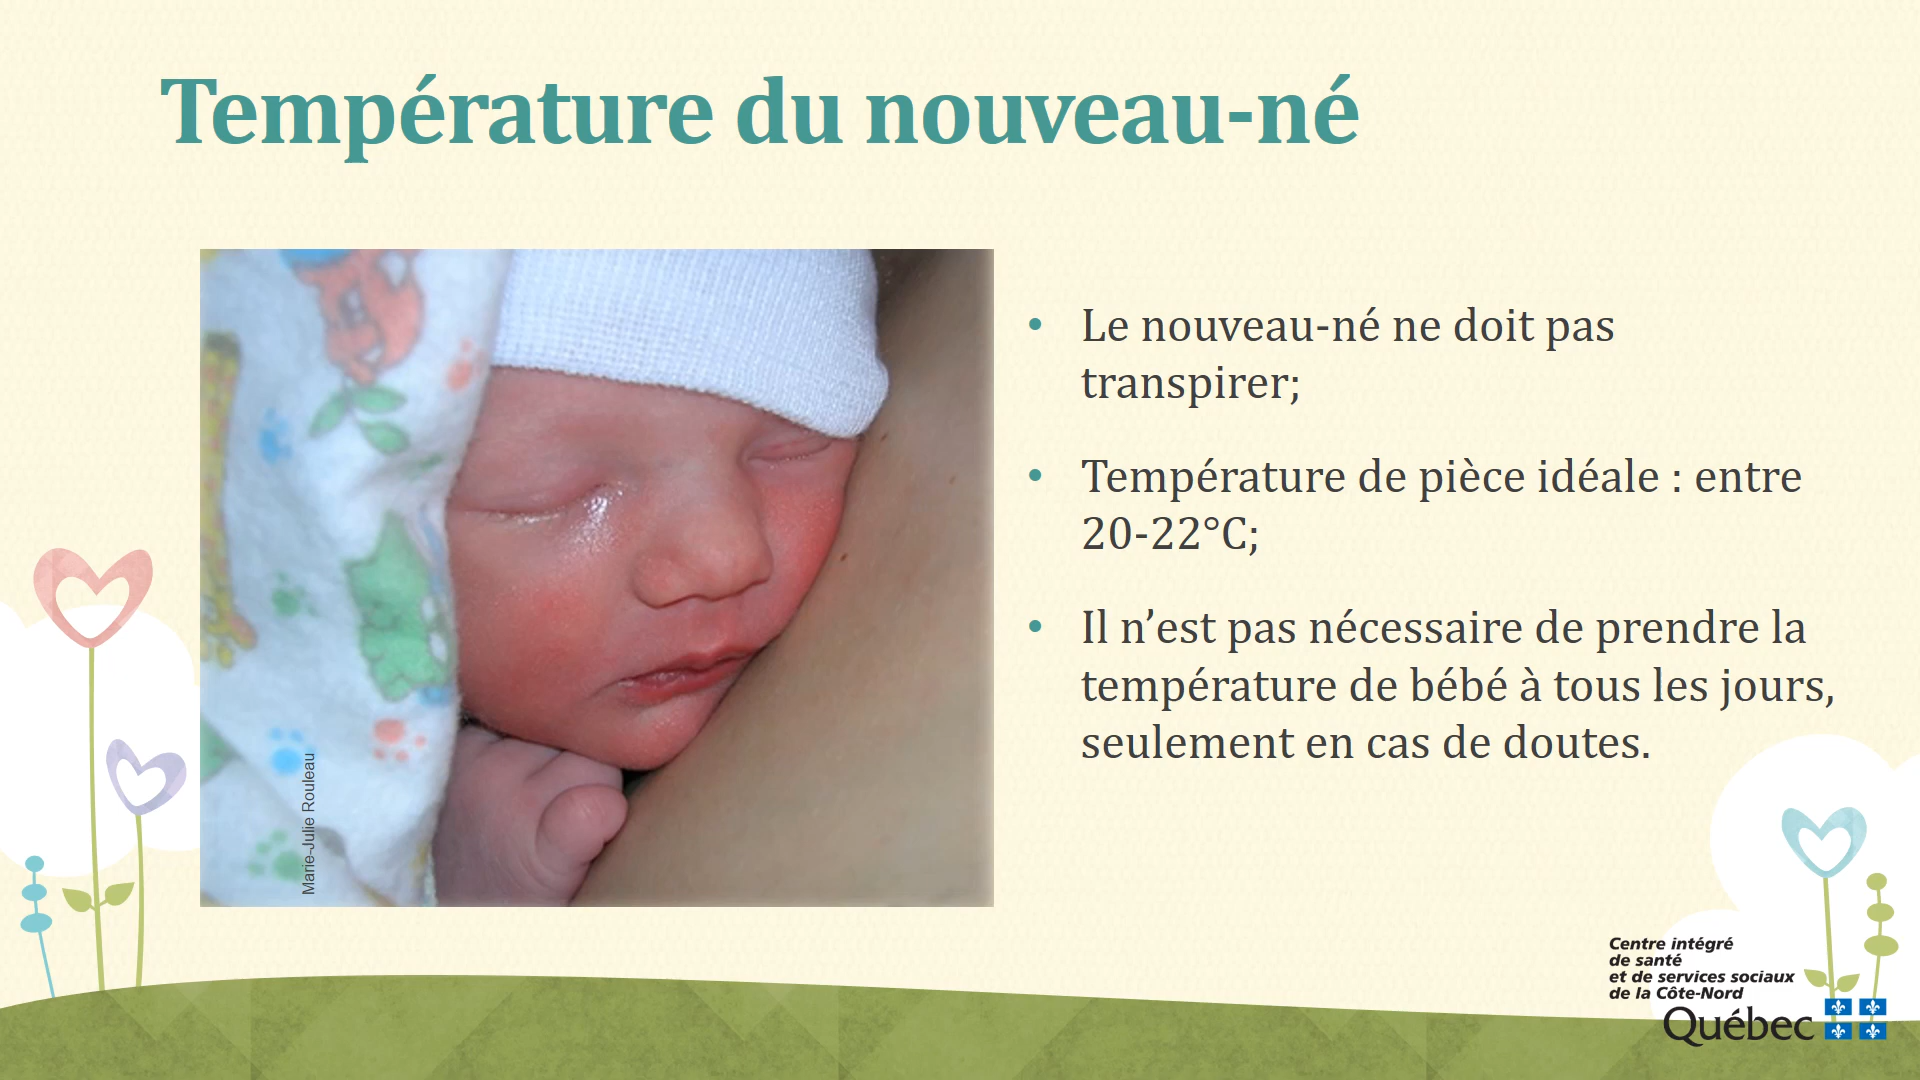 Température du nouveau-né
Marie-Julie Rouleau
• Le nouveau-né ne doit pas
transpirer;
• Température de pièce idéale : entre
20-22°C;
• Il n’est pas nécessaire de prendre la
température de bébé à tous les jours,
seulement en cas de doutes.
Centre intégré
de santé
et de services sociaux
de la Côte-Nord
Québec